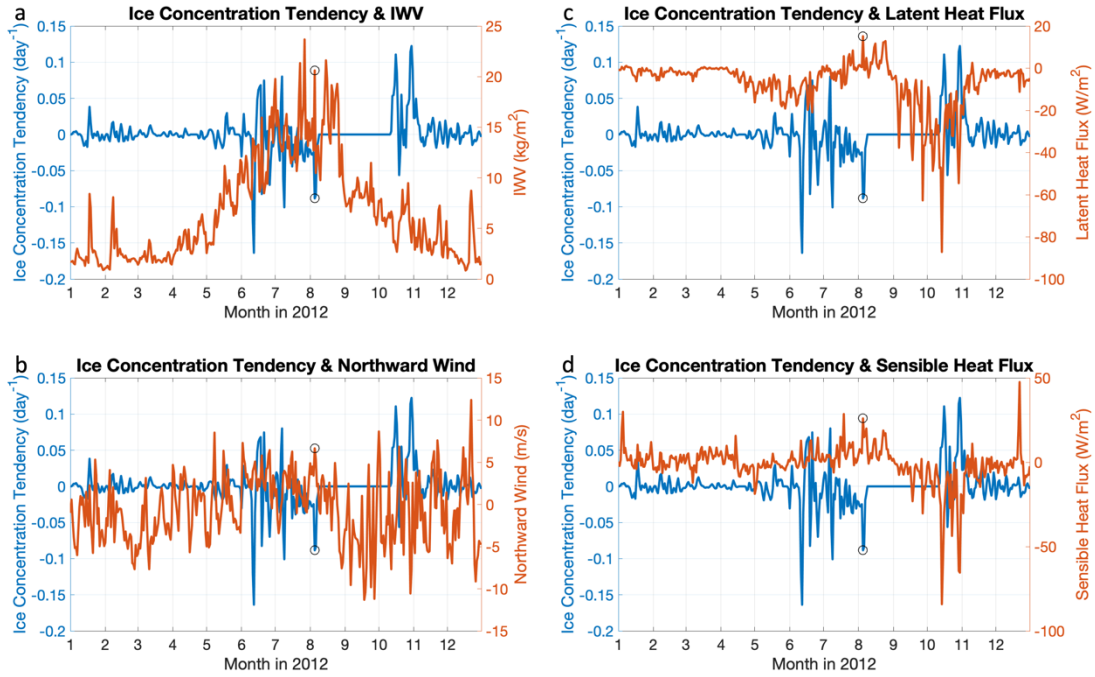 a
Ice Concentration Tendency & IWV
Ice Concentration Tendency (day-1)
0.15
0.1
0.05
0
-0.05
-0.1
-0.15
-0.2
25
20
15
10
5
0
IWV (kg/m2)
1 2 3 4 5 6 7 8 9 10 11 12
Month in 2012
c
Ice Concentration Tendency & Latent Heat Flux
Ice Concentration Tendency (day-1)
0.15
0.1
0.05
0
-0.05
-0.1
-0.15
-0.2
20
0
-20
-40
-60
-80
-100
Latent Heat Flux (W/m2)
1 2 3 4 5 6 7 8 9 10 11 12
Month in 2012
b
Ice Concentration Tendency & Northward Wind
Ice Concentration Tendency (day-1)
0.15
0.1
0.05
0
-0.05
-0.1
-0.15
-0.2
15
10
5
0
-5
-10
-15
Northward Wind (m/s)
1 2 3 4 5 6 7 8 9 10 11 12
Month in 2012
d
Ice Concentration Tendency & Sensible Heat Flux
Ice Concentration Tendency (day-1)
0.15
0.1
0.05
0
-0.05
-0.1
-0.15
-0.2
50
0
-50
-100
Sensible Heat Flux (W/m2)
1 2 3 4 5 6 7 8 9 10 11 12
Month in 2012